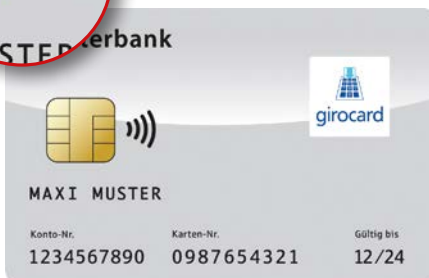 STER
erbank
girocard
MAXI MUSTER
Konto-Nr. Karten-Nr. Gültig bis
1234567890 0987654321 12/24